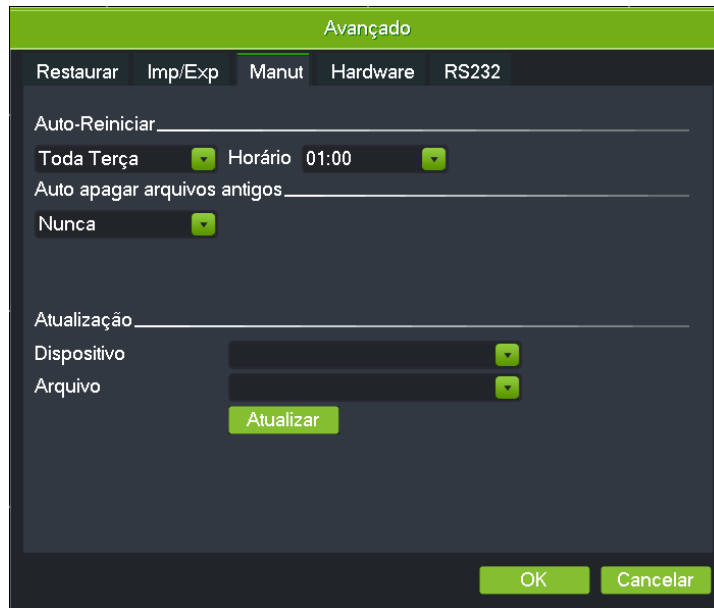 Avançado
Restaurar Imp/Exp Manut Hardware RS232
Auto-Reiniciar
Toda Terça Horário 01:00
Auto apagar arquivos antigos
Nunca
Atualização
Dispositivo
Arquivo
Atualizar
OK Cancelar